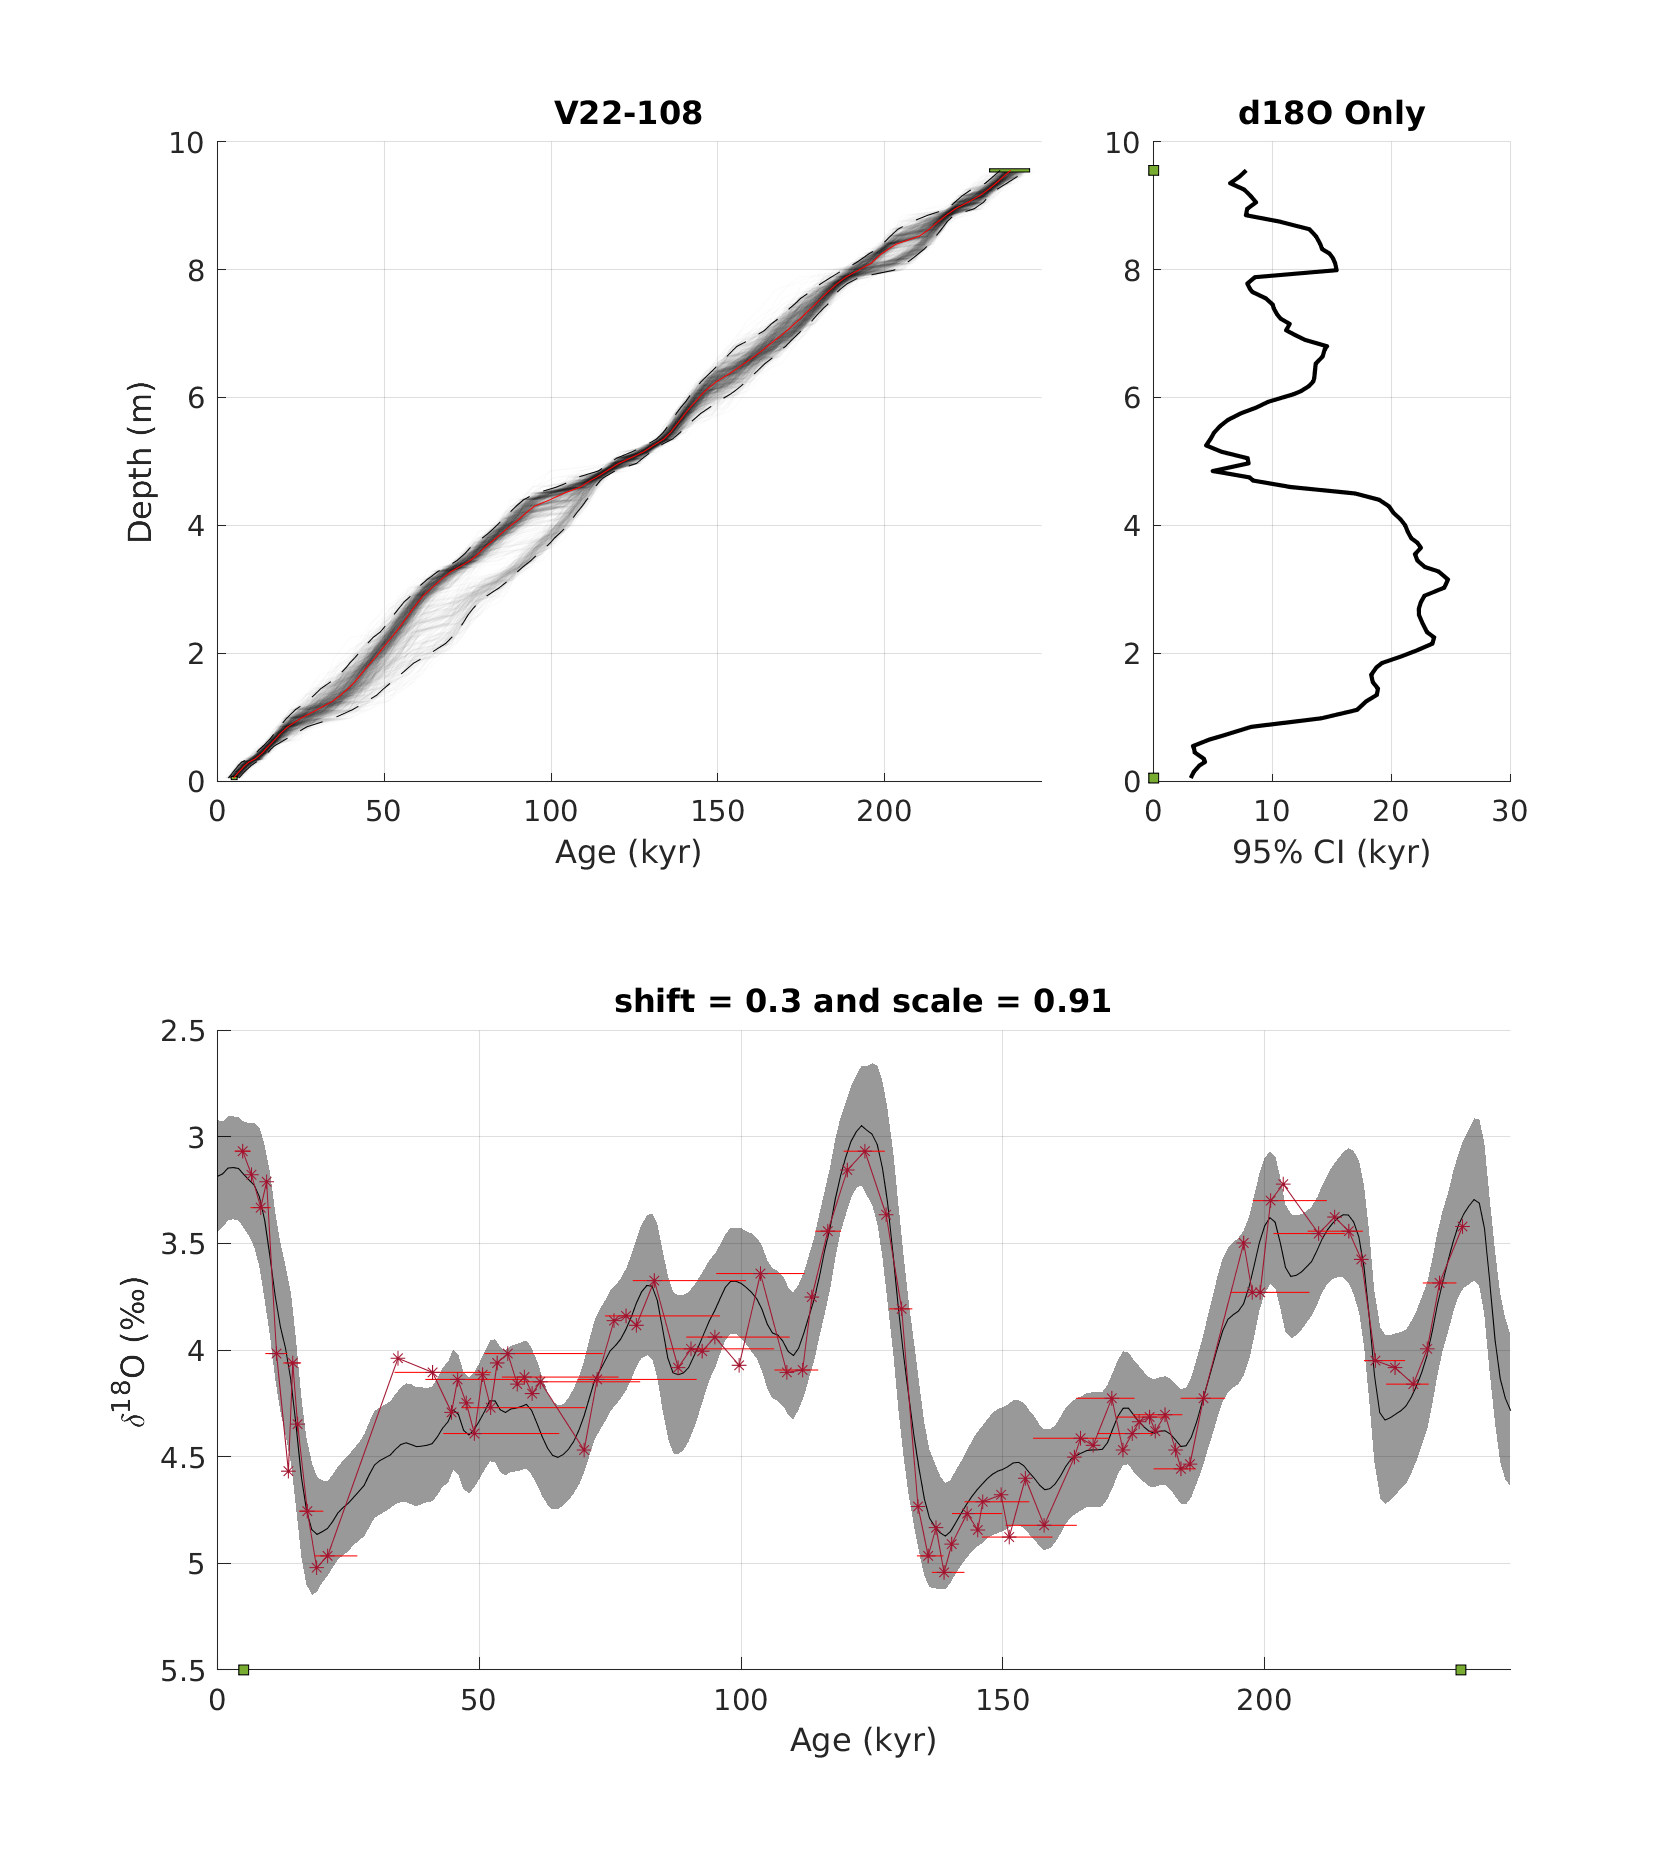 V22-108
d18O Only
10
8
6
4
2
0
Depth (m)
0 50 100 150 200
Age (kyr)
10
8
6
4
2
0
0 10 20 30
95% CI (kyr)
shift = 0.3 and scale = 0.91
2.5
3
3.5
4
4.5
5
5.5
δ18O (‰)
0 50 100 150 200
Age (kyr)